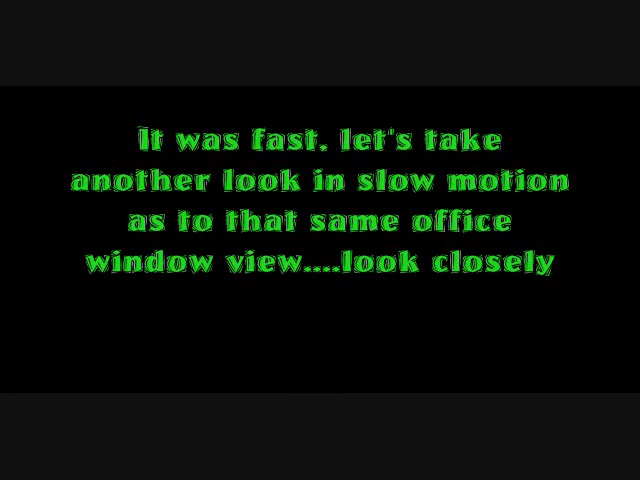 It was fast. let's take
another look in slow motion
as to that same office
window view....look closely